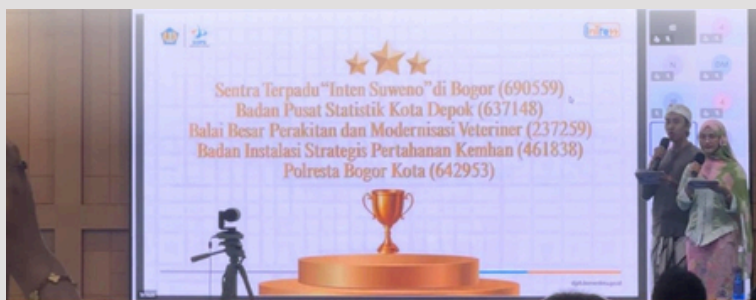 Sentra Terpadu "Inten Suweno" di Bogor (690559)
Badan Pusat Statistik Kota Depok (637148)
Balai Besar Perakitan dan Modernisasi Veteriner (237259)
Badan Instalasi Strategis Pertahanan Kemhan (461838)
Polresta Bogor Kota (642953)